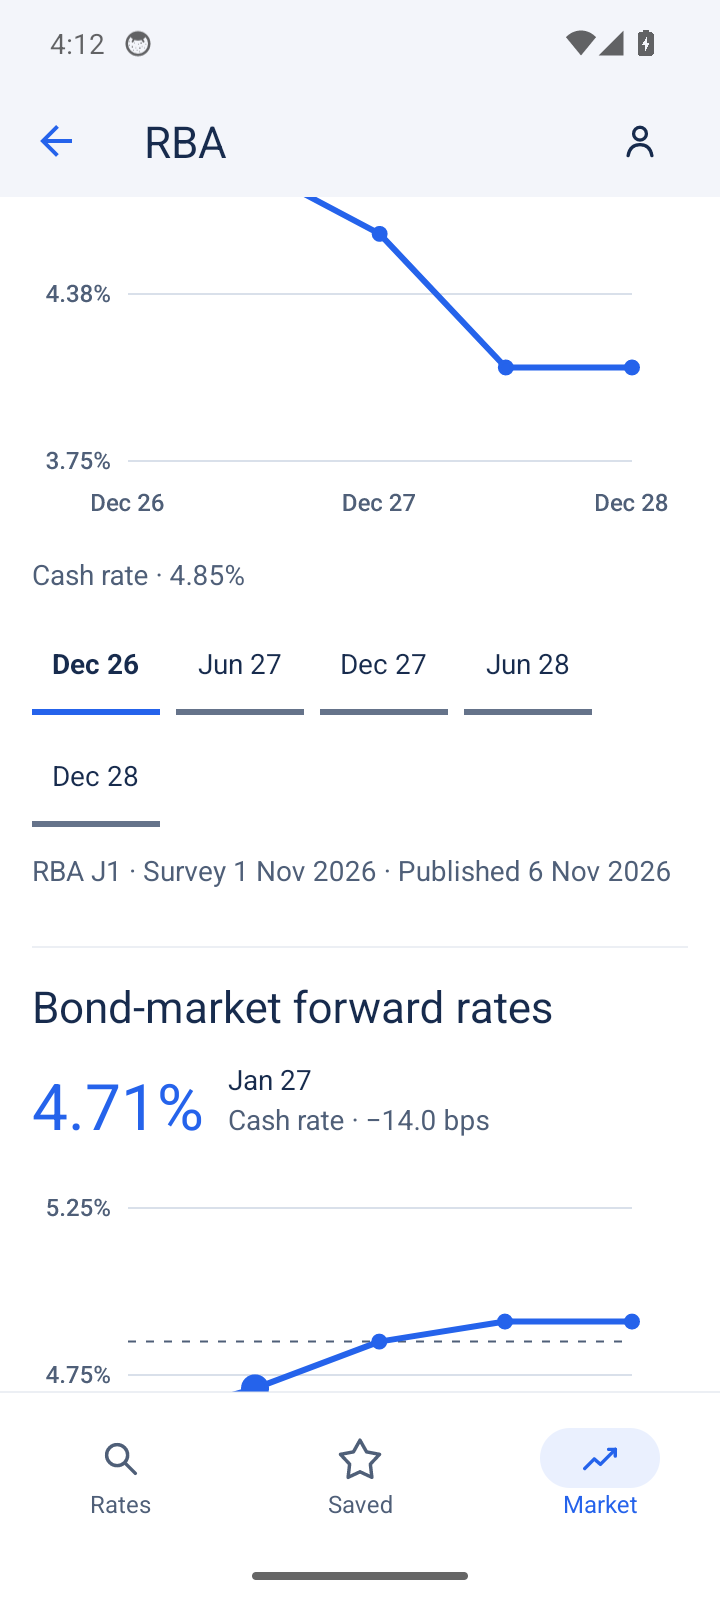 4:12
RBA
4.38%
3.75%
Dec 26 Dec 27 Dec 28
Cash rate · 4.85%
Dec 26 Jun 27 Dec 27 Jun 28
Dec 28
RBA J1 · Survey 1 Nov 2026 · Published 6 Nov 2026
Bond-market forward rates
4.71%
Jan 27
Cash rate · −14.0 bps
5.25%
4.75%
Rates Saved Market